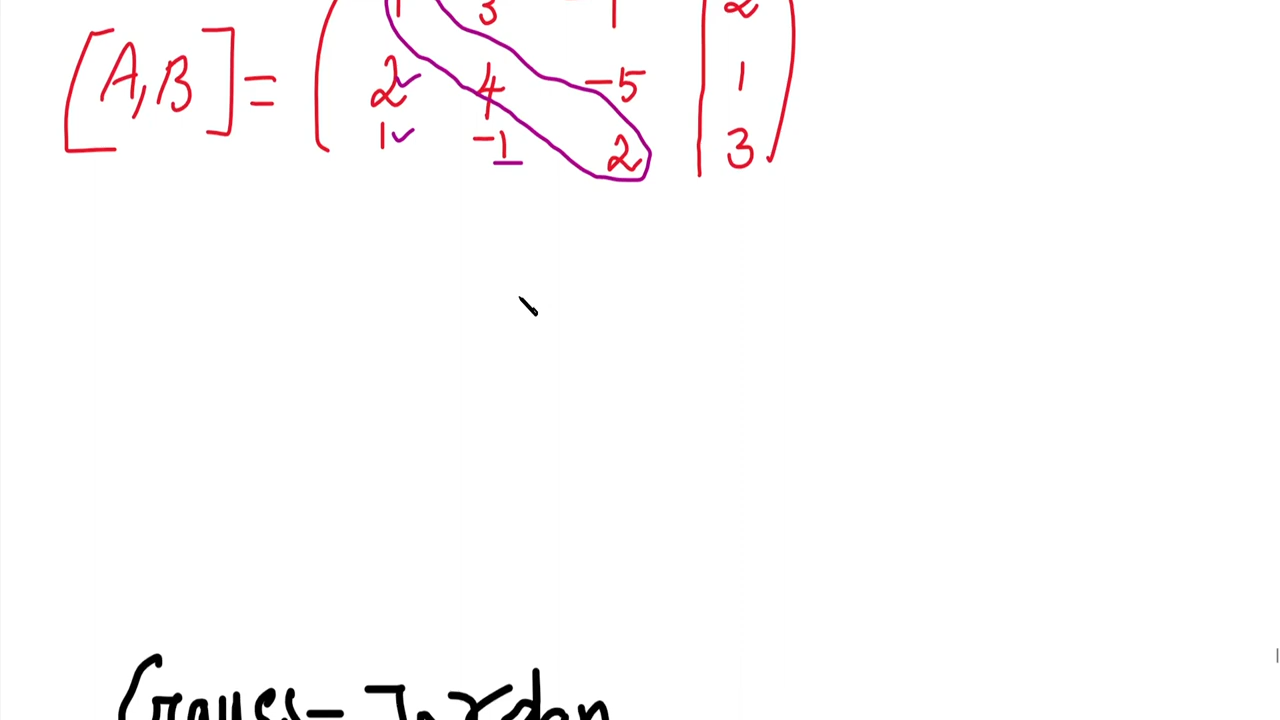 1 3 -1 | 2
[A,B] = 2 4 -5 | 1
1 -1 2 | 3
Gauss-Jordan